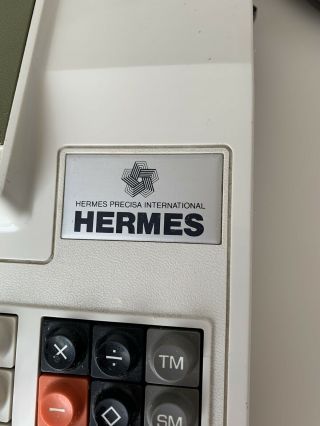 HERMES PRECISA INTERNATIONAL
HERMES
× ÷ TM
− ◇ SM